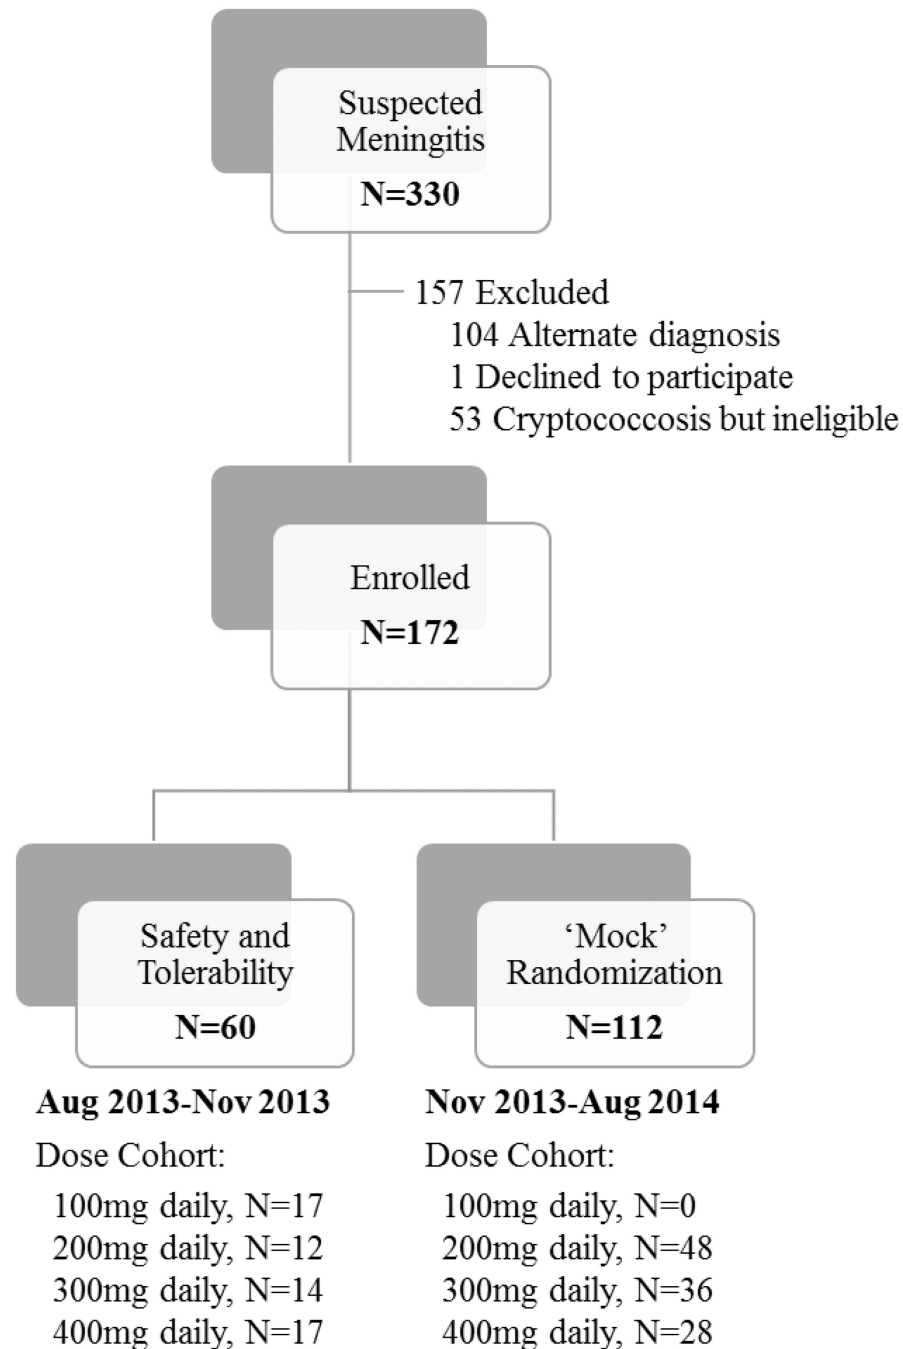 Suspected
Meningitis
N=330
157 Excluded
104 Alternate diagnosis
1 Declined to participate
53 Cryptococcosis but ineligible
Enrolled
N=172
Safety and
Tolerability
N=60
Aug 2013-Nov 2013
Dose Cohort:
100mg daily, N=17
200mg daily, N=12
300mg daily, N=14
400mg daily, N=17
‘Mock’
Randomization
N=112
Nov 2013-Aug 2014
Dose Cohort:
100mg daily, N=0
200mg daily, N=48
300mg daily, N=36
400mg daily, N=28